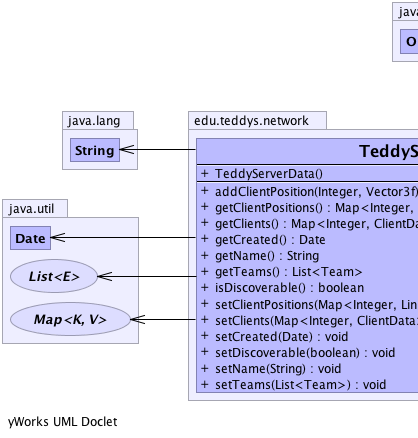 java
O
java.lang
String
edu.teddys.network
TeddyS
+ TeddyServerData()
+ addClientPosition(Integer, Vector3f)
+ getClientPositions() : Map<Integer,
+ getClients() : Map<Integer, ClientData
+ getCreated() : Date
+ getName() : String
+ getTeams() : List<Team>
+ isDiscoverable() : boolean
+ setClientPositions(Map<Integer, Lin
+ setClients(Map<Integer, ClientData
+ setCreated(Date) : void
+ setDiscoverable(boolean) : void
+ setName(String) : void
+ setTeams(List<Team>) : void
java.util
Date
List<E>
Map<K, V>
yWorks UML Doclet